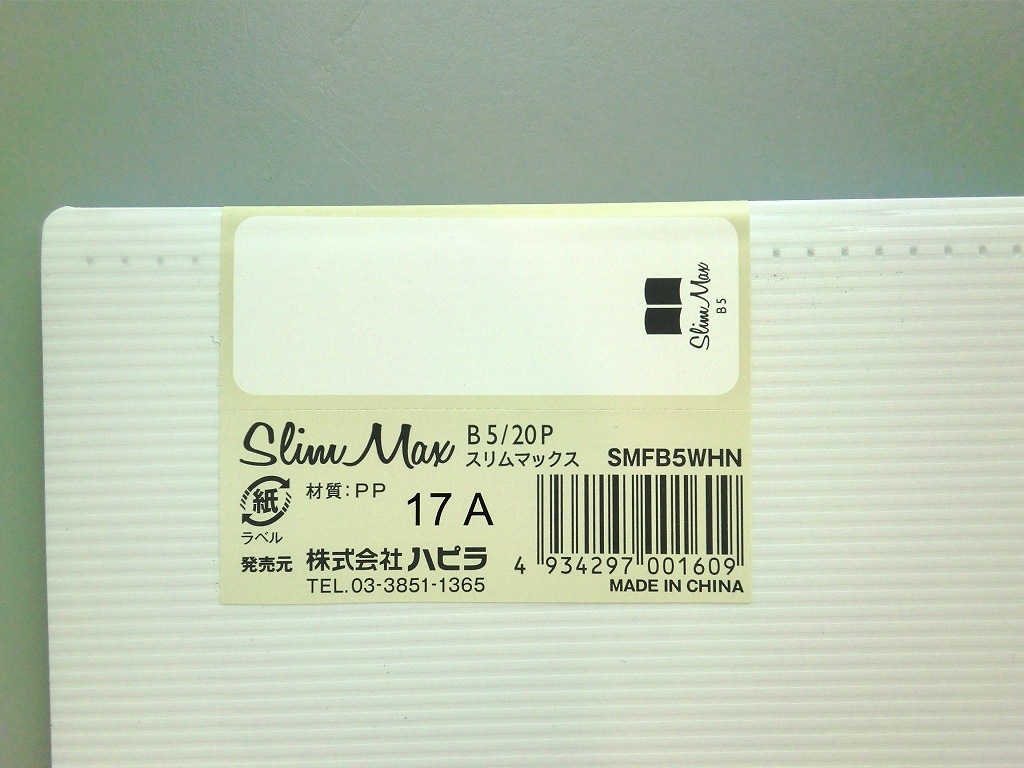 Slim Max
B5
Slim Max B5/20P
スリムマックス SMFB5WHN
紙 材質:PP
17 A
ラベル
発売元 株式会社ハピラ
TEL.03-3851-1365
4 934297 001609
MADE IN CHINA